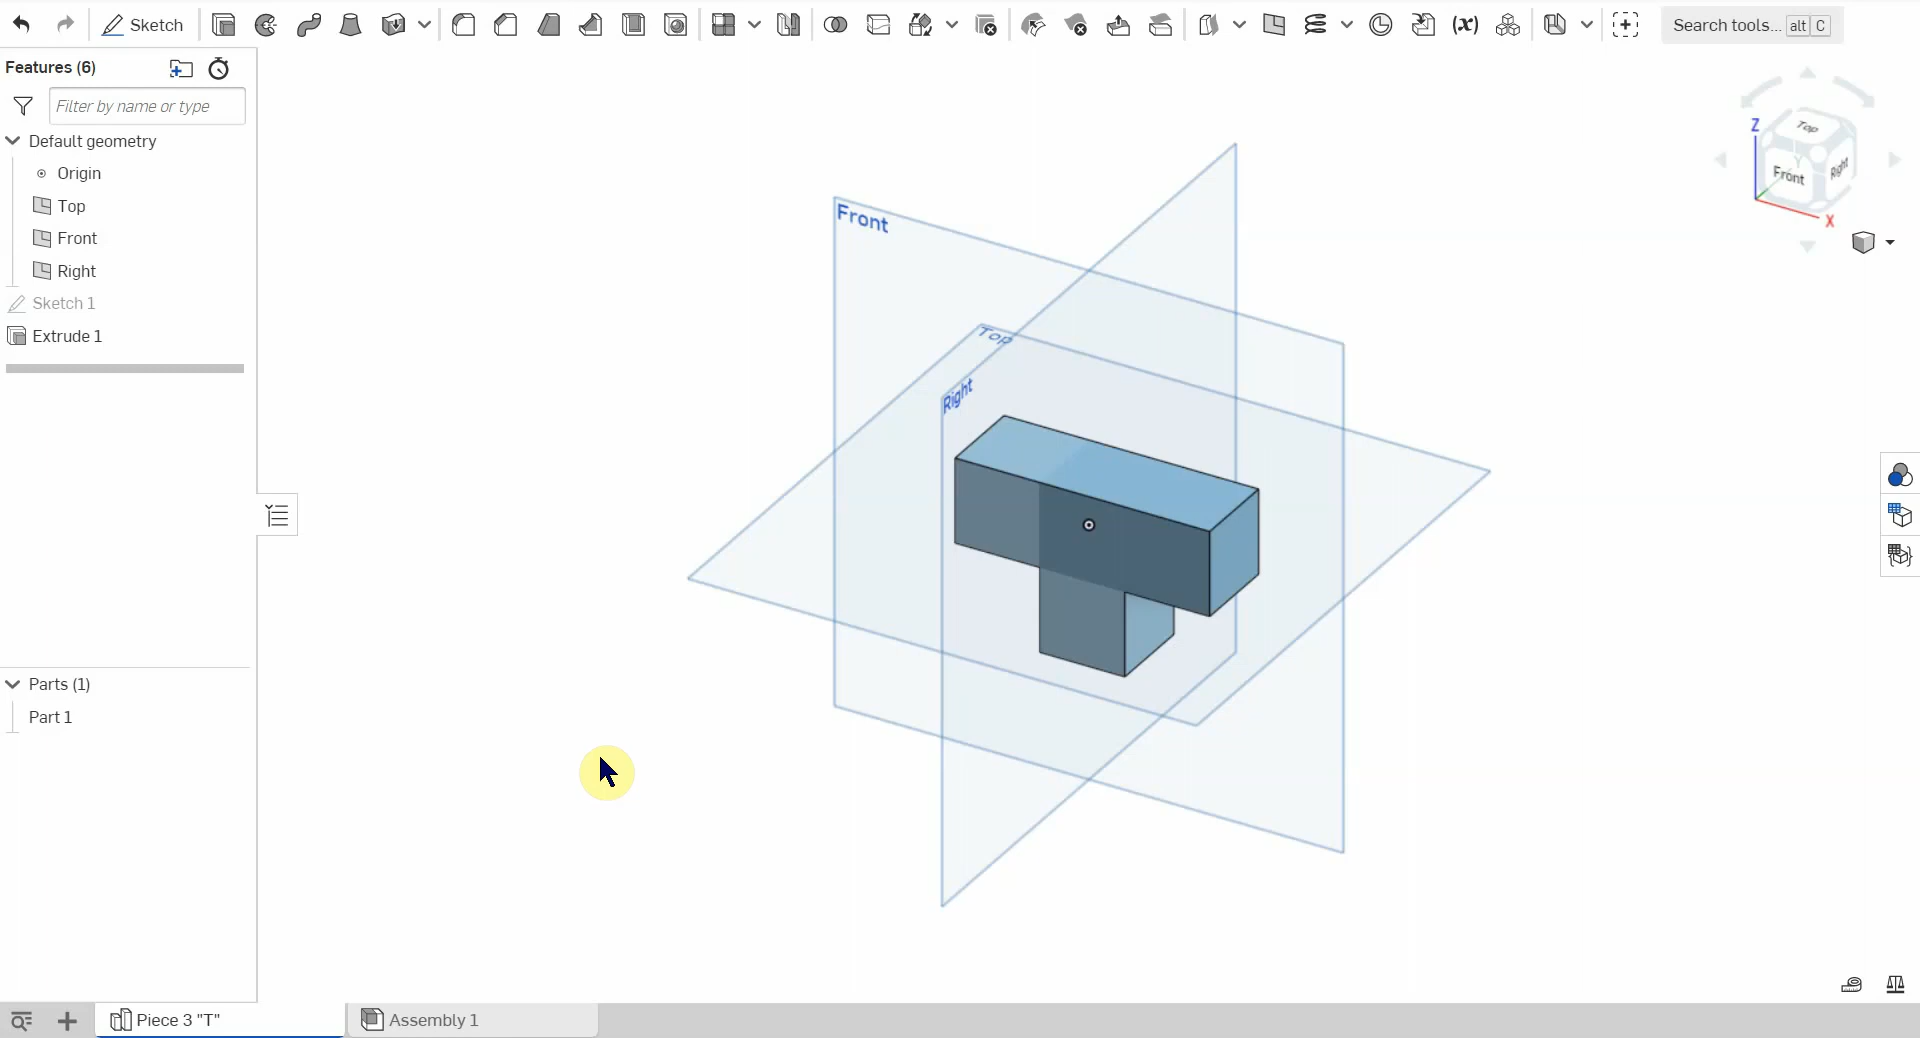 Sketch
Search tools... alt C
Features (6)
Filter by name or type
Default geometry
Origin
Top
Front
Right
Sketch 1
Extrude 1
Parts (1)
Part 1
Front
Top
Right
Z
Top
Front
Y
Right
X
(x)
Piece 3 "T"
Assembly 1